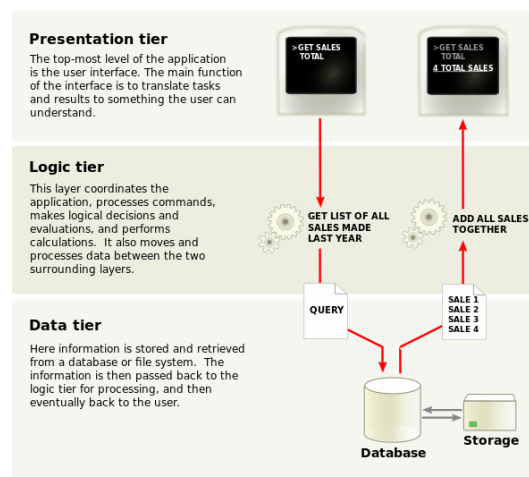 Presentation tier
The top-most level of the application
is the user interface. The main function
of the interface is to translate tasks
and results to something the user can
understand.
>GET SALES
TOTAL
>GET SALES
TOTAL
4 TOTAL SALES
Logic tier
This layer coordinates the
application, processes commands,
makes logical decisions and
evaluations, and performs
calculations. It also moves and
processes data between the two
surrounding layers.
GET LIST OF ALL
SALES MADE
LAST YEAR
ADD ALL SALES
TOGETHER
Data tier
Here information is stored and retrieved
from a database or file system. The
information is then passed back to the
logic tier for processing, and then
eventually back to the user.
QUERY
SALE 1
SALE 2
SALE 3
SALE 4
Database
Storage